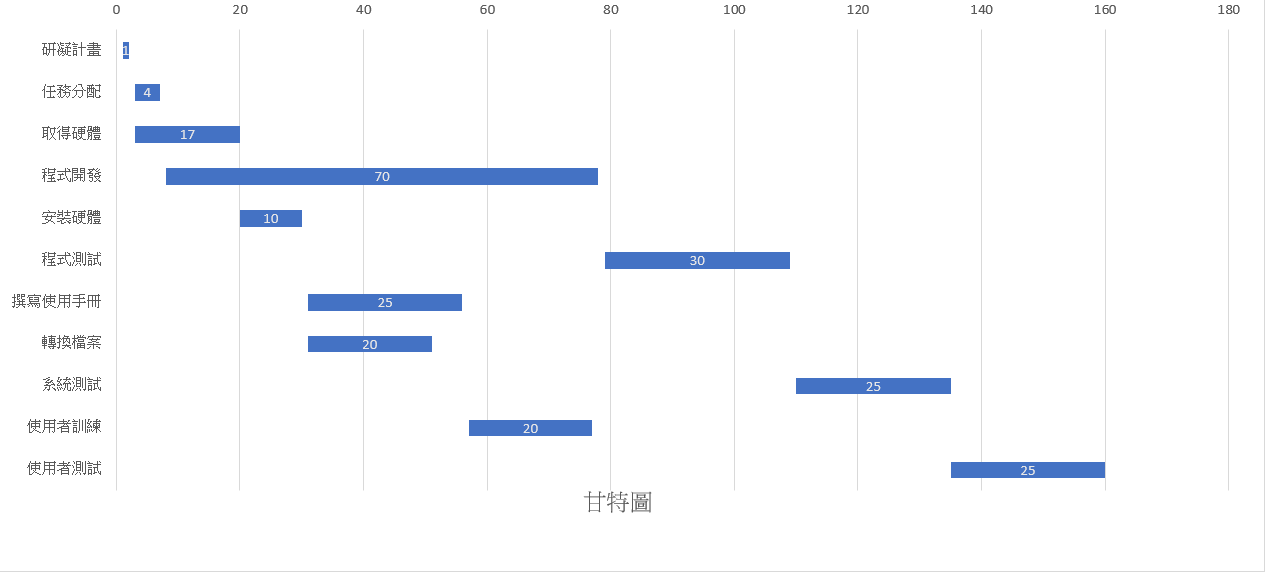 0 20 40 60 80 100 120 140 160 180
研凝計畫 1
任務分配 4
取得硬體 17
程式開發 70
安裝硬體 10
程式測試 30
撰寫使用手冊 25
轉換檔案 20
系統測試 25
使用者訓練 20
使用者測試 25
甘特圖